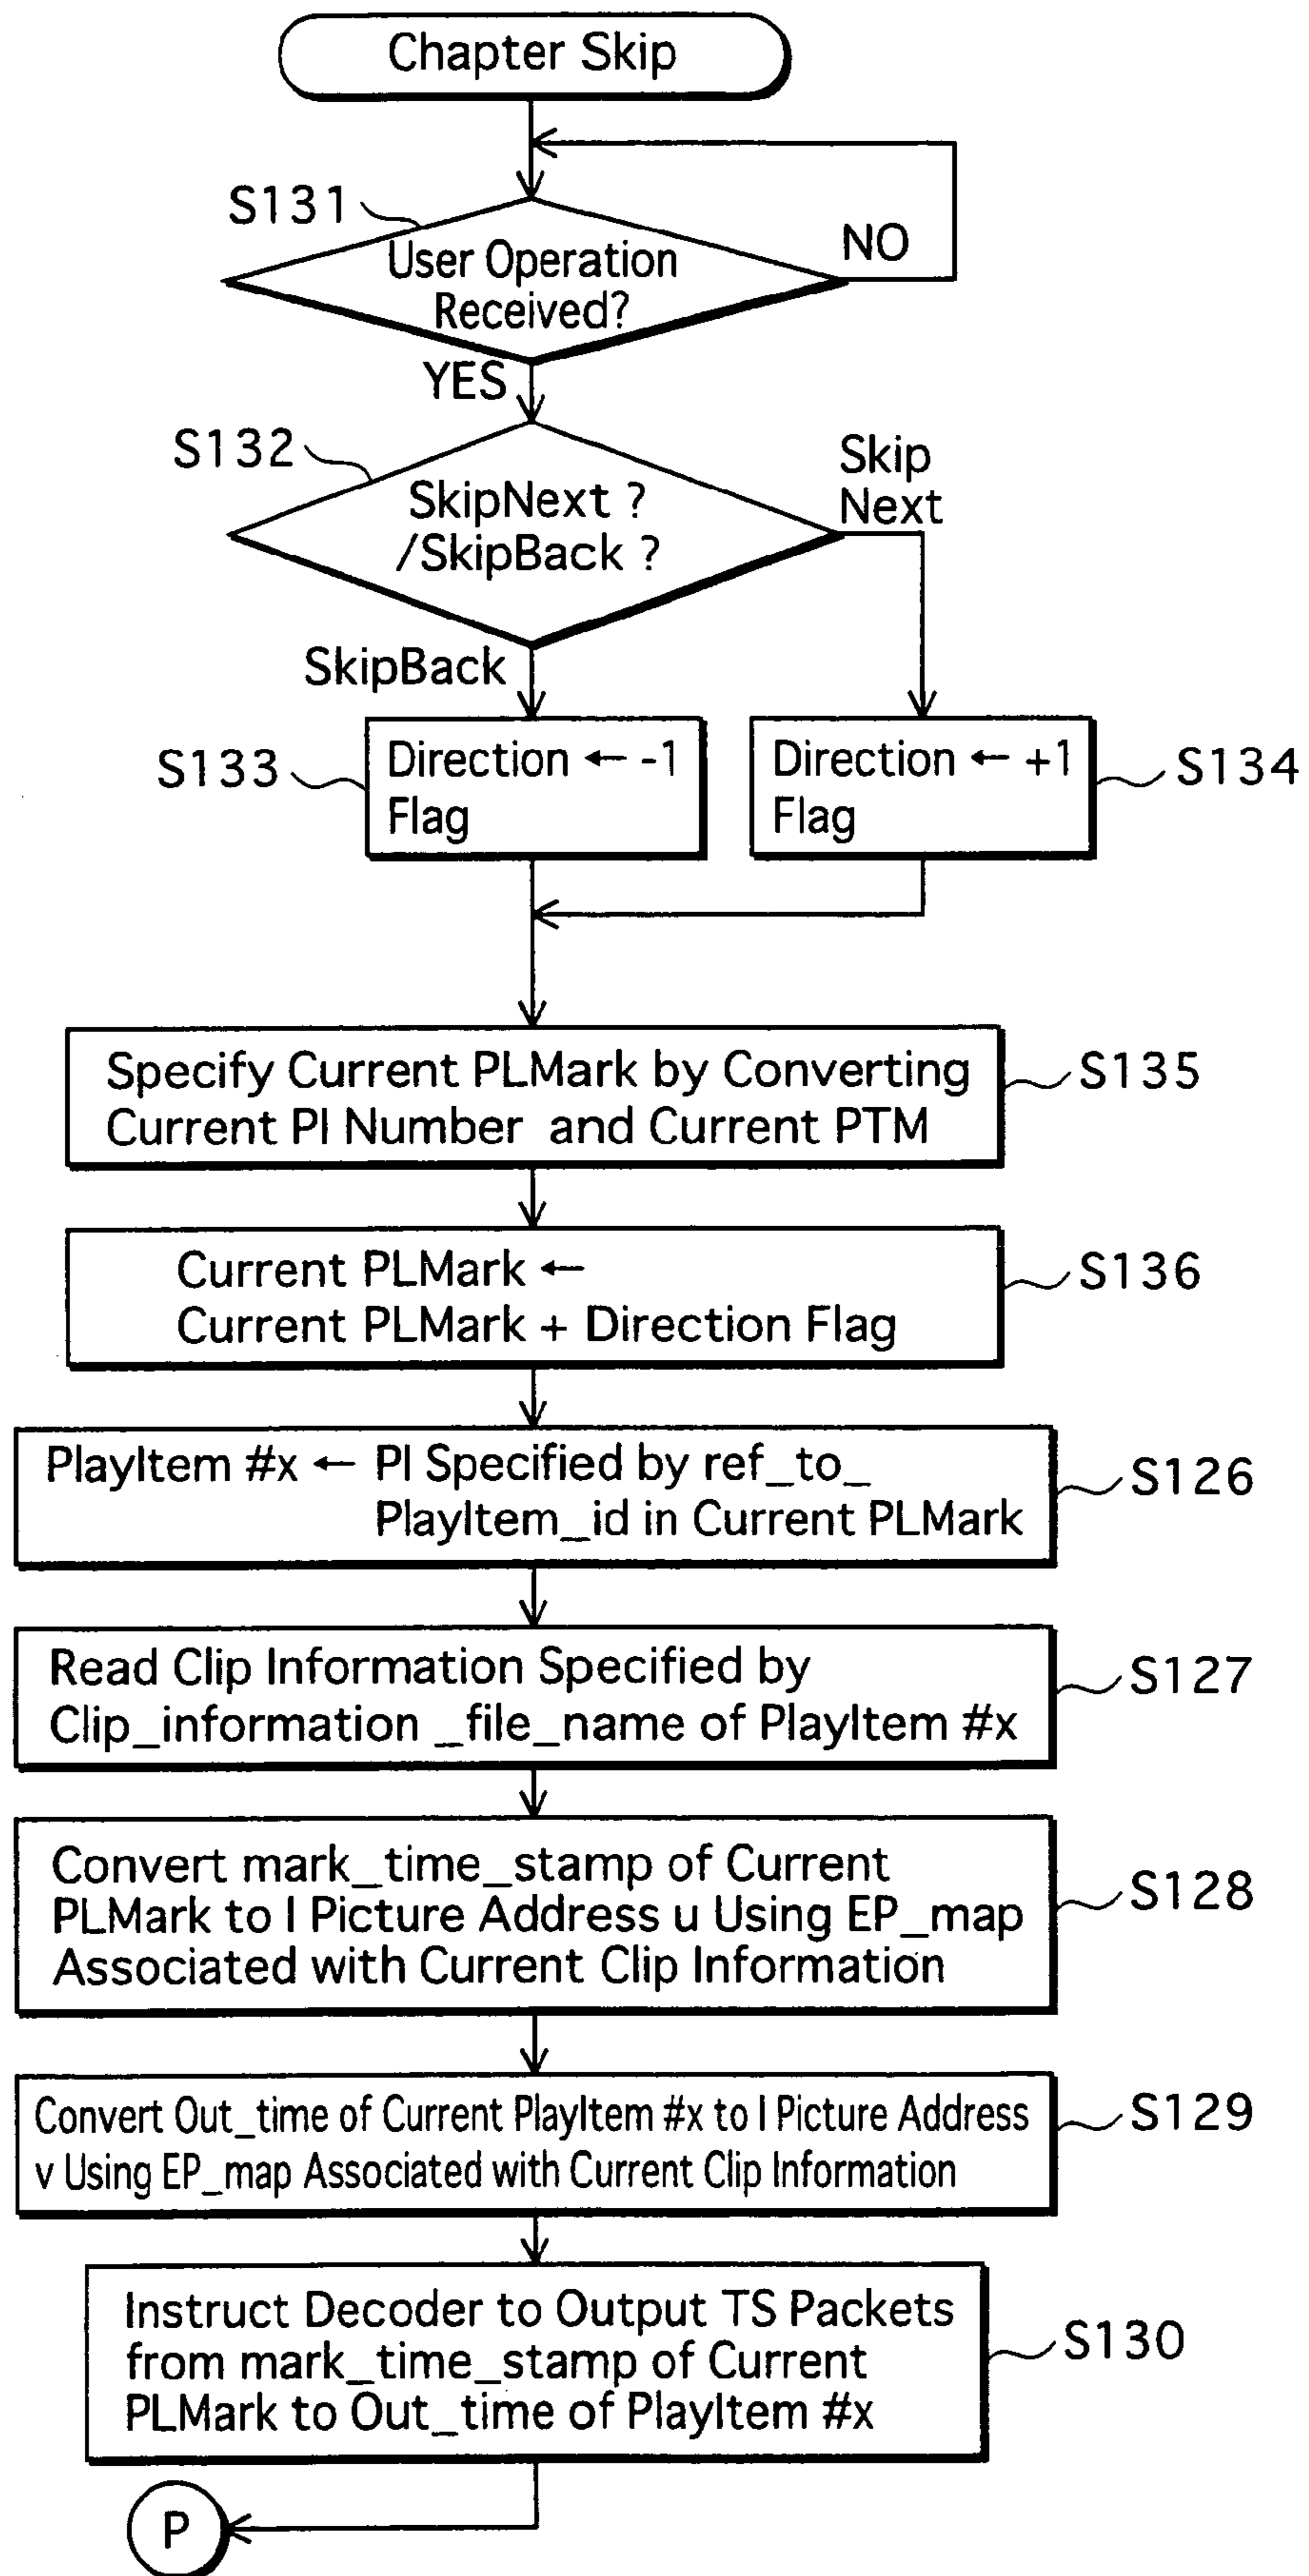 Chapter Skip
S131
User Operation
Received?
NO
YES
S132
SkipNext ?
/SkipBack ?
Skip
Next
SkipBack
S133
Direction ← -1
Flag
Direction ← +1
Flag
S134
Specify Current PLMark by Converting
Current PI Number and Current PTM
S135
Current PLMark ←
Current PLMark + Direction Flag
S136
PlayItem #x ← PI Specified by ref_to_
PlayItem_id in Current PLMark
S126
Read Clip Information Specified by
Clip_information _file_name of PlayItem #x
S127
Convert mark_time_stamp of Current
PLMark to I Picture Address u Using EP_map
Associated with Current Clip Information
S128
Convert Out_time of Current PlayItem #x to I Picture Address
v Using EP_map Associated with Current Clip Information
S129
Instruct Decoder to Output TS Packets
from mark_time_stamp of Current
PLMark to Out_time of PlayItem #x
S130
P